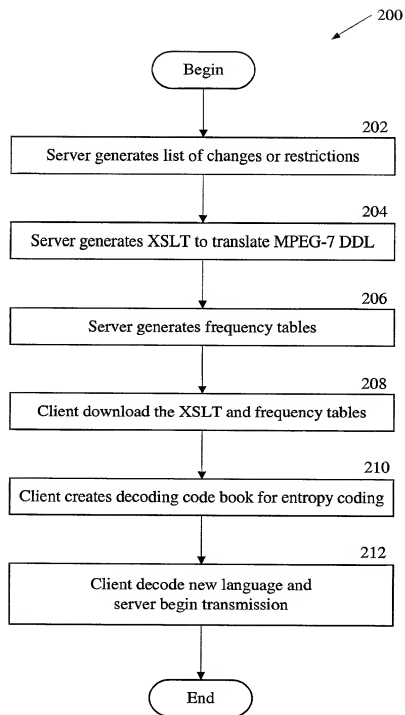 200
Begin
202
Server generates list of changes or restrictions
204
Server generates XSLT to translate MPEG-7 DDL
206
Server generates frequency tables
208
Client download the XSLT and frequency tables
210
Client creates decoding code book for entropy coding
212
Client decode new language and
server begin transmission
End